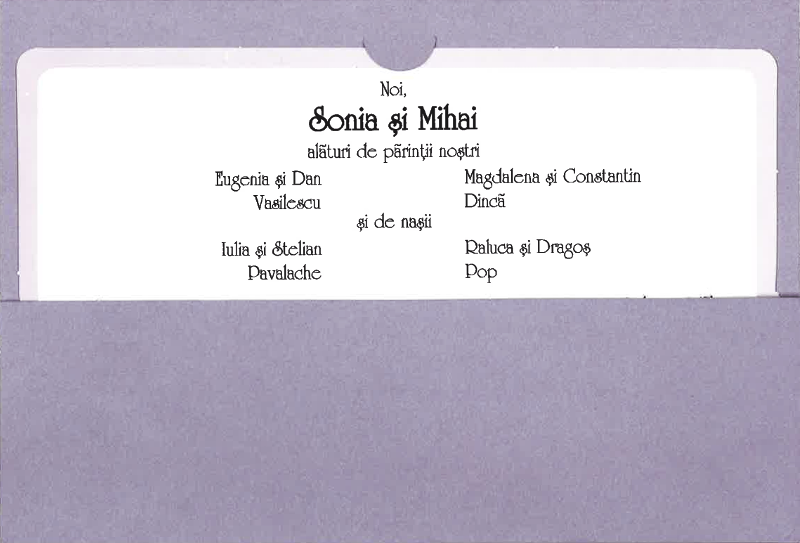 Noi,
Sonia și Mihai
alături de părinții noștri
Eugenia și Dan
Vasilescu
Magdalena și Constantin
Dincă
și de nașii
Iulia și Stelian
Pavalache
Raluca și Dragoș
Pop